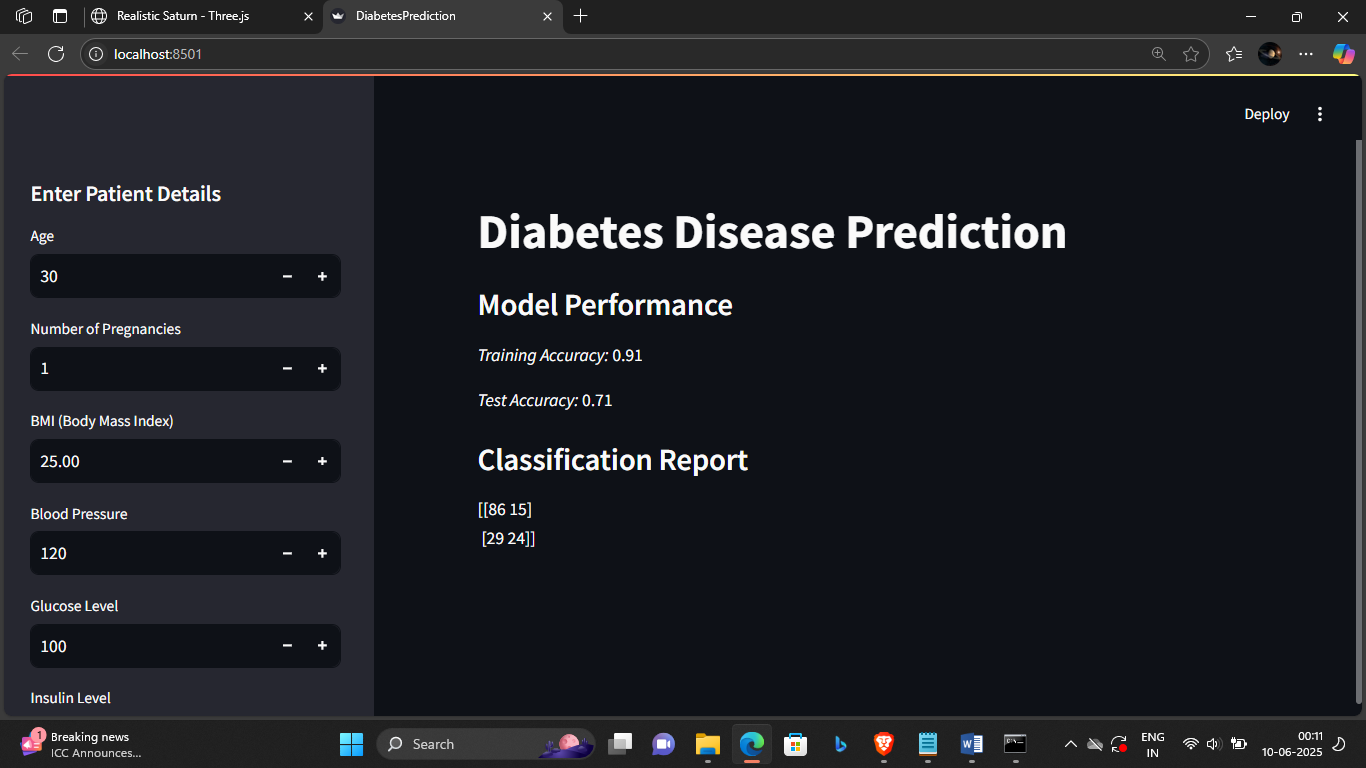 Realistic Saturn - Three.js
DiabetesPrediction
localhost:8501
Deploy
Enter Patient Details
Age
30
Number of Pregnancies
1
BMI (Body Mass Index)
25.00
Blood Pressure
120
Glucose Level
100
Insulin Level
Diabetes Disease Prediction
Model Performance
Training Accuracy: 0.91
Test Accuracy: 0.71
Classification Report
[[86 15]
[29 24]]
1
Breaking news
ICC Announces...
Search
ENG
IN
00:11
10-06-2025